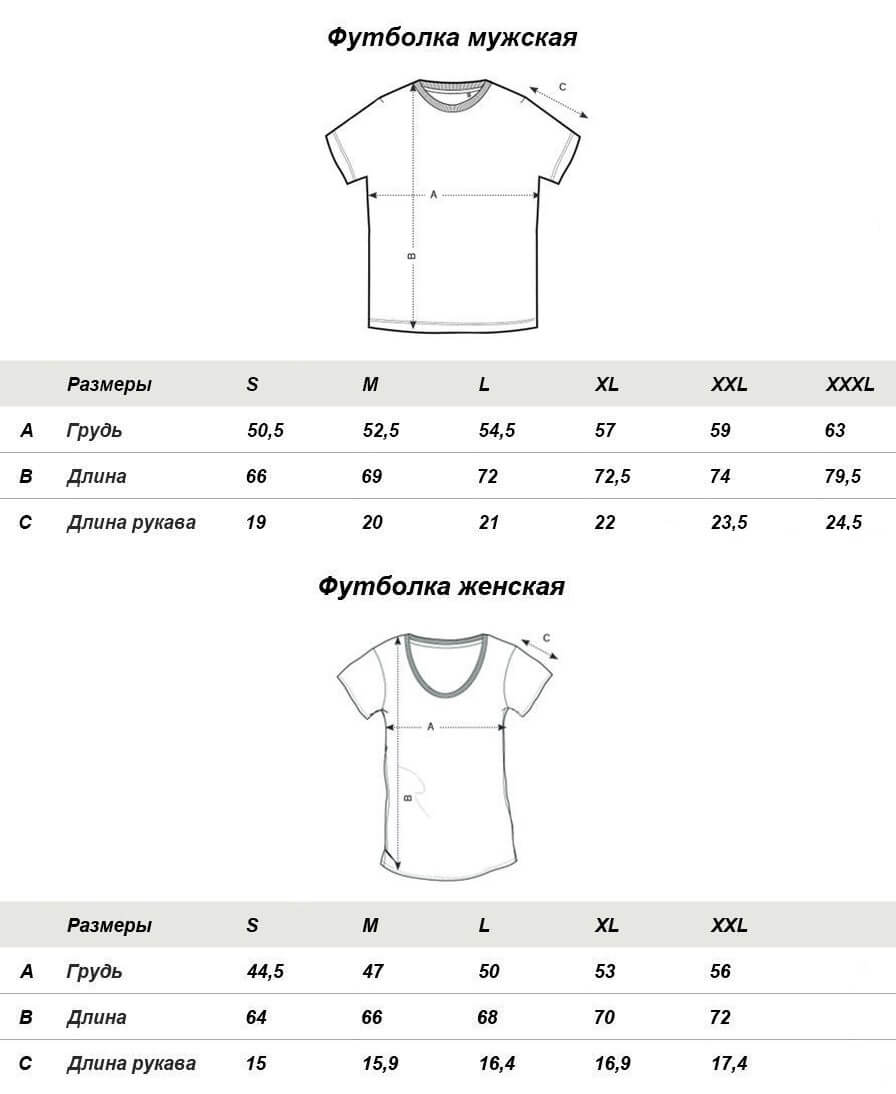 Футболка мужская
C
A
B
Размеры S M L XL XXL XXXL
A Грудь 50,5 52,5 54,5 57 59 63
B Длина 66 69 72 72,5 74 79,5
C Длина рукава 19 20 21 22 23,5 24,5
Футболка женская
C
A
B
Размеры S M L XL XXL
A Грудь 44,5 47 50 53 56
B Длина 64 66 68 70 72
C Длина рукава 15 15,9 16,4 16,9 17,4